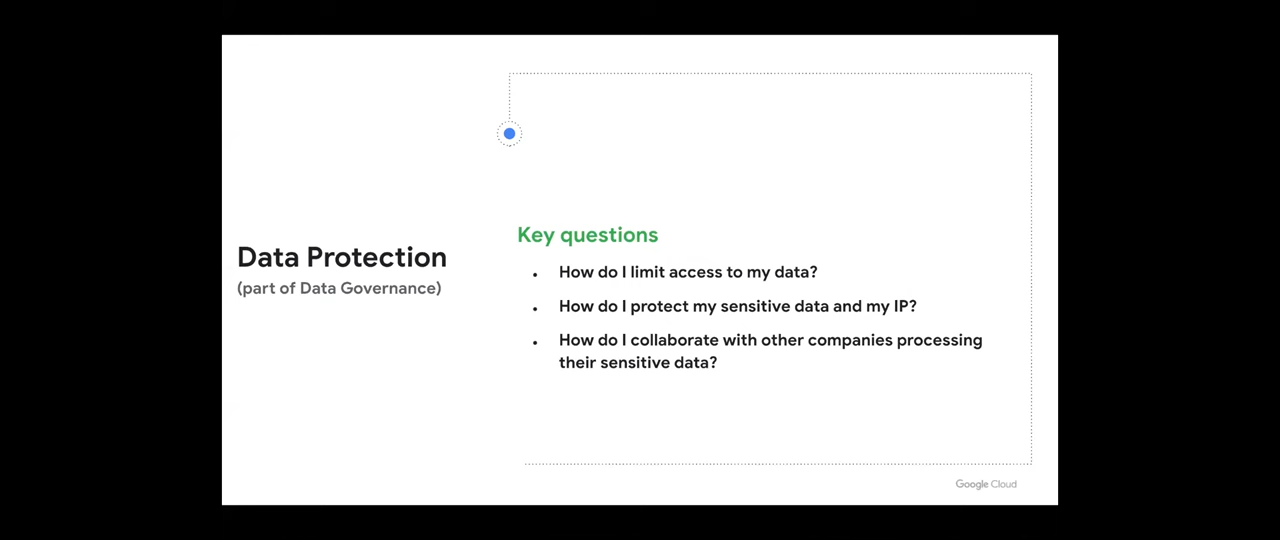 Data Protection
(part of Data Governance)
Key questions
• How do I limit access to my data?
• How do I protect my sensitive data and my IP?
• How do I collaborate with other companies processing
their sensitive data?
Google Cloud